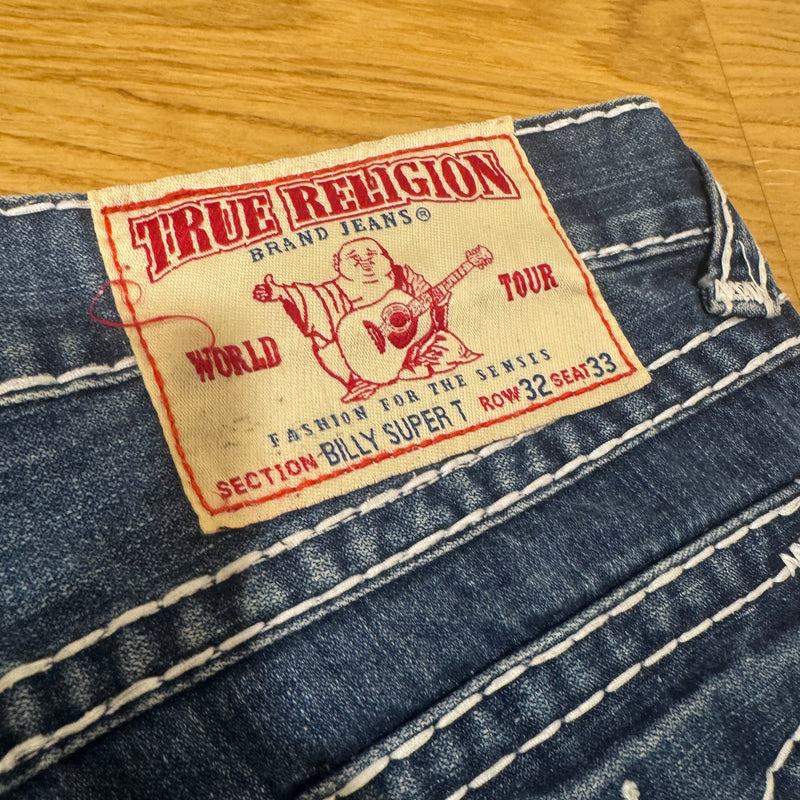 TRUE RELIGION
BRAND JEANS®
WORLD TOUR
FASHION FOR THE SENSES
SECTION BILLY SUPER T ROW 32 SEAT 33